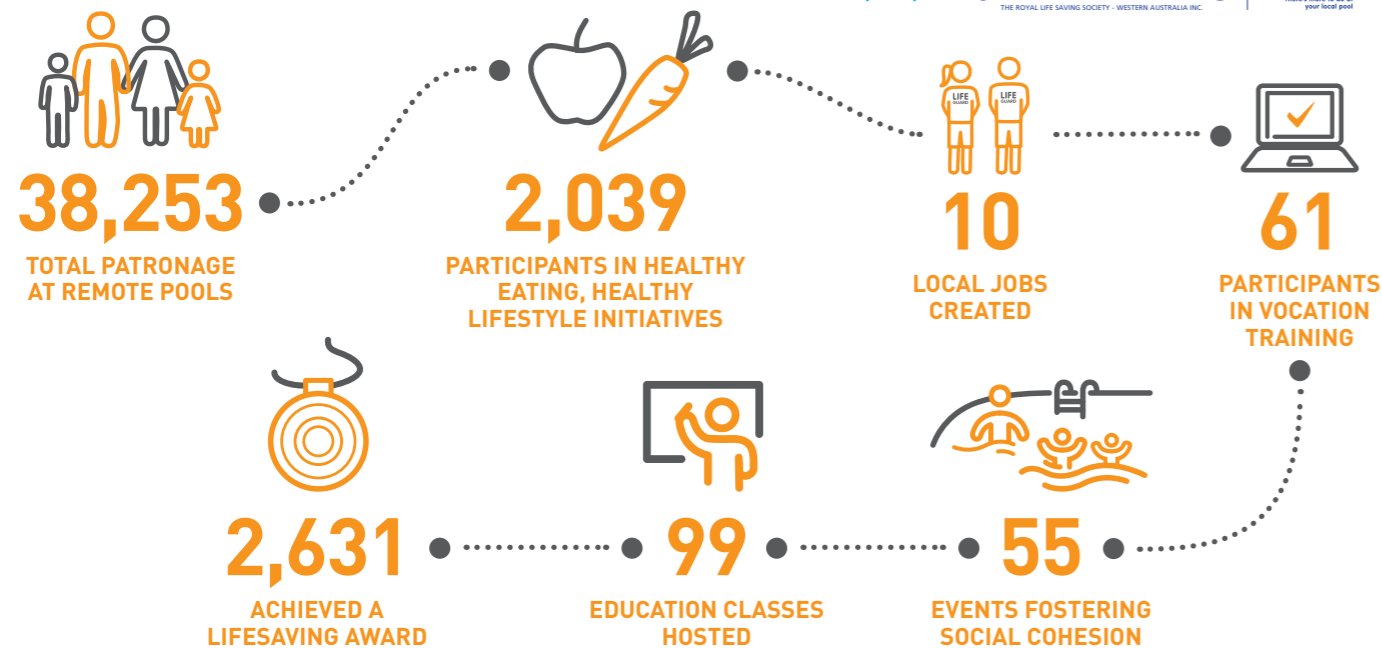 THE ROYAL LIFE SAVING SOCIETY - WESTERN AUSTRALIA INC.
your local pool
LIFE
GUARD
LIFE
GUARD
38,253
TOTAL PATRONAGE
AT REMOTE POOLS
2,039
PARTICIPANTS IN HEALTHY
EATING, HEALTHY
LIFESTYLE INITIATIVES
10
LOCAL JOBS
CREATED
61
PARTICIPANTS
IN VOCATION
TRAINING
2,631
ACHIEVED A
LIFESAVING AWARD
99
EDUCATION CLASSES
HOSTED
55
EVENTS FOSTERING
SOCIAL COHESION